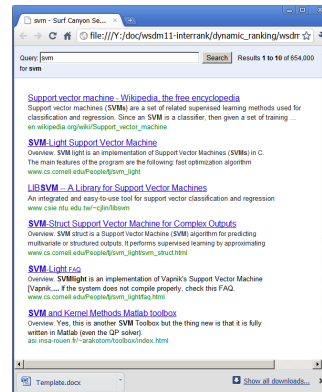 svm - Surf Canyon Se...
file:///Y:/doc/wsdm11-interrank/dynamic_ranking/wsdm
Query: svm Search Results 1 to 10 of 654,000
for svm
Support vector machine - Wikipedia, the free encyclopedia
Support vector machines (SVMs) are a set of related supervised learning methods used for
classification and regression. Since an SVM is a classifier, then given a set of training ...
en.wikipedia.org/wiki/Support_vector_machine
SVM-Light Support Vector Machine
Overview. SVM light is an implementation of Support Vector Machines (SVMs) in C.
The main features of the program are the following: fast optimization algorithm
www.cs.cornell.edu/People/tj/svm_light
LIBSVM -- A Library for Support Vector Machines
An integrated and easy-to-use tool for support vector classification and regression
www.csie.ntu.edu.tw/~cjlin/libsvm
SVM-Struct Support Vector Machine for Complex Outputs
Overview. SVM struct is a Support Vector Machine (SVM) algorithm for predicting
multivariate or structured outputs. It performs supervised learning by approximating
www.cs.cornell.edu/People/tj/svm_light/svm_struct.html
SVM-Light FAQ
Overview. SVMlight is an implementation of Vapnik's Support Vector Machine
[Vapnik,... If the system does not compile properly, check this FAQ.
www.cs.cornell.edu/People/tj/svm_light/faq.html
SVM and Kernel Methods Matlab toolbox
Overview. Yes, this is another SVM Toolbox but the thing new is that it is fully
written in Matlab (even the QP solver).
asi.insa-rouen.fr/~arakotom/toolbox/index.html
Template.docx Show all downloads...